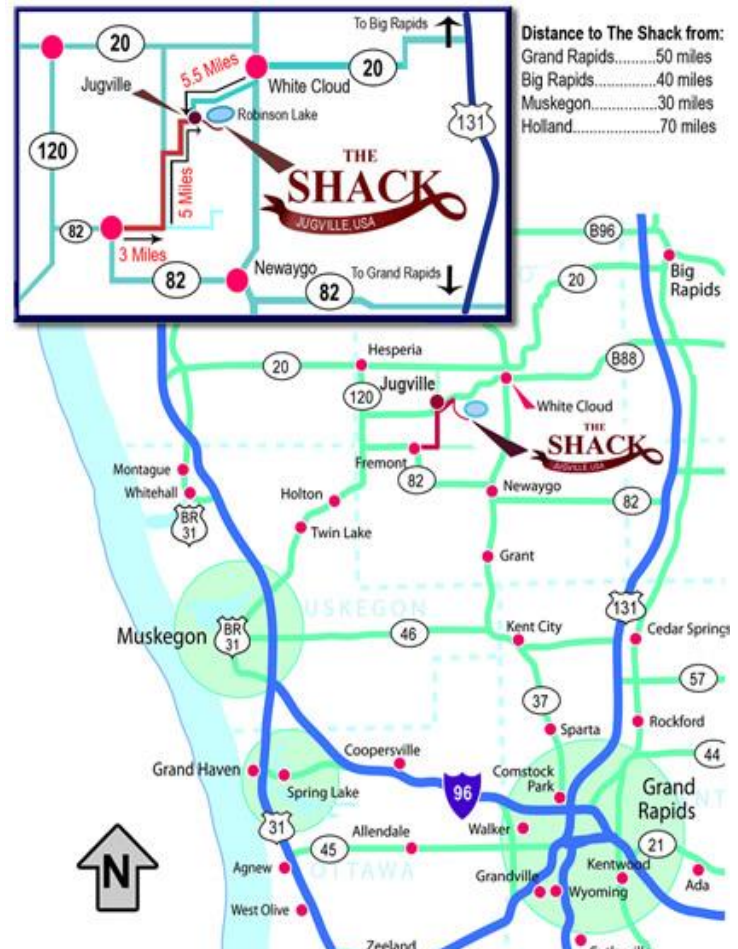 To Big Rapids
20
5.5 Miles
White Cloud
20
Jugville
Robinson Lake
131
120
THE
SHACK
JUGVILLE, USA
5 Miles
82
3 Miles
82
Newaygo
82
To Grand Rapids
Distance to The Shack from:
Grand Rapids..........50 miles
Big Rapids...............40 miles
Muskegon...............30 miles
Holland.....................70 miles
B96
Big
Rapids
20
Hesperia
20
B88
Jugville
120
White Cloud
THE
SHACK
JUGVILLE, USA
Fremont
82
Newaygo
82
Montague
Whitehall
BR
31
Holton
Twin Lake
Grant
MUSKEGON
131
Muskegon
BR
31
46
Kent City
Cedar Springs
57
37
Sparta
Rockford
44
Coopersville
Grand Haven
Spring Lake
96
Comstock
Park
Grand
Rapids
31
Walker
Allendale
45
21
N
Agnew
OTTAWA
Grandville
Wyoming
Kentwood
Ada
West Olive
Zeeland